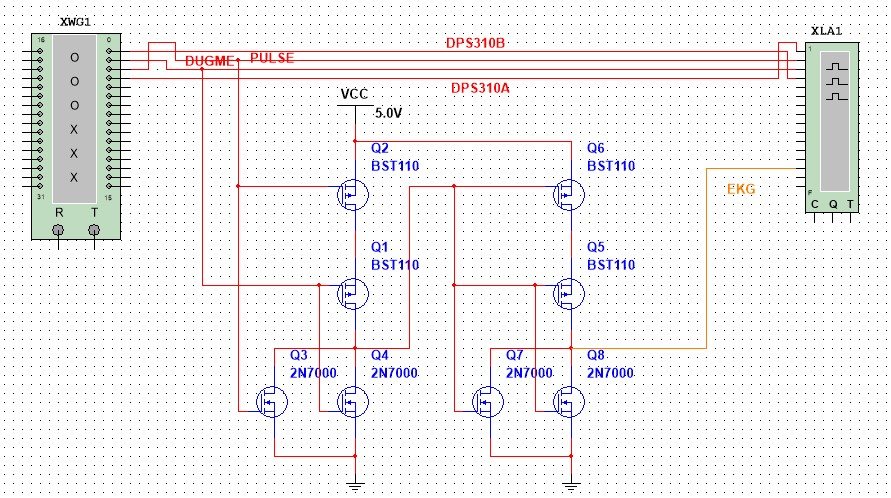 XWG1
XLA1
16
0
O
O
O
X
X
X
31
15
R
T
DUGME
PULSE
DPS310B
DPS310A
1
F
C
Q
T
VCC
5.0V
Q2
BST110
Q6
BST110
EKG
Q1
BST110
Q5
BST110
Q3
2N7000
Q4
2N7000
Q7
2N7000
Q8
2N7000